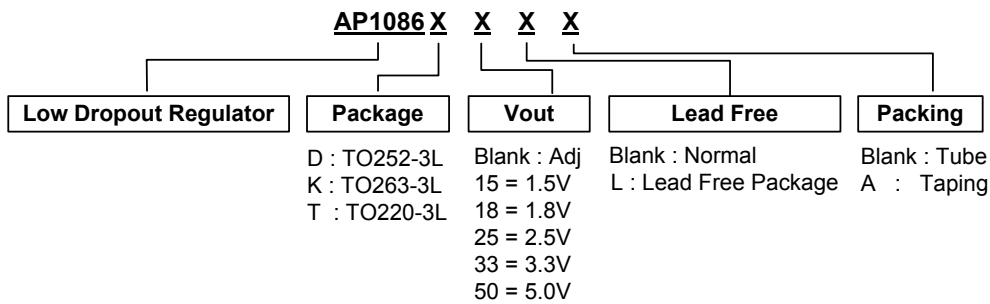 AP1086 X X X X
Low Dropout Regulator Package Vout Lead Free Packing
D : TO252-3L Blank : Adj Blank : Normal Blank : Tube
K : TO263-3L 15 = 1.5V L : Lead Free Package A : Taping
T : TO220-3L 18 = 1.8V
25 = 2.5V
33 = 3.3V
50 = 5.0V